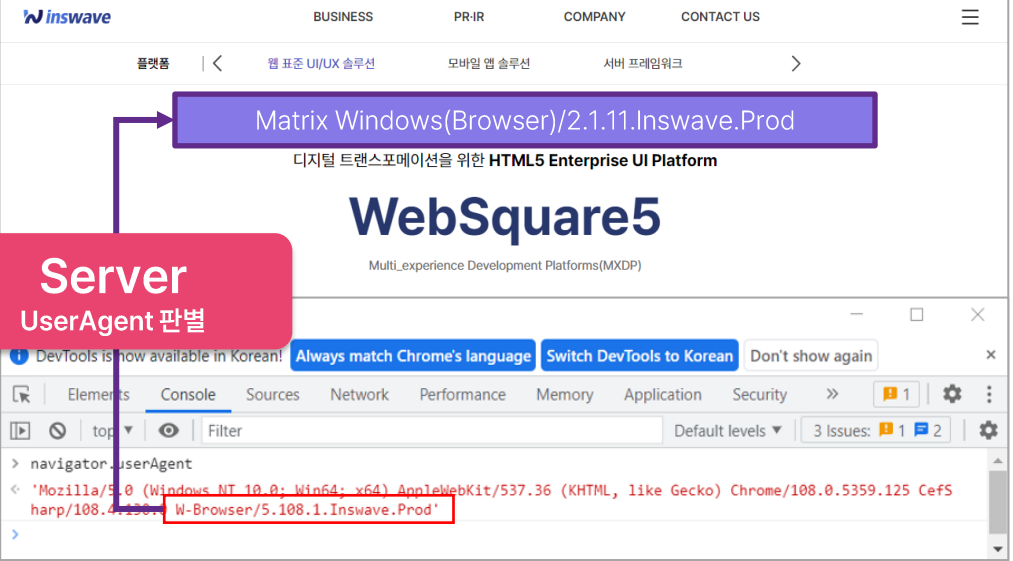 inswave
BUSINESS PR·IR COMPANY CONTACT US
플랫폼 웹 표준 UI/UX 솔루션 모바일 앱 솔루션 서버 프레임워크
Matrix Windows(Browser)/2.1.11.Inswave.Prod
디지털 트랜스포메이션을 위한 HTML5 Enterprise UI Platform
WebSquare5
Multi_experience Development Platforms(MXDP)
Server
UserAgent 판별
DevTools is now available in Korean! Always match Chrome's language Switch DevTools to Korean Don't show again
Elements Console Sources Network Performance Memory Application Security 1
top Filter Default levels 3 Issues: 1 2
navigator.userAgent
'Mozilla/5.0 (Windows NT 10.0; Win64; x64) AppleWebKit/537.36 (KHTML, like Gecko) Chrome/108.0.5359.125 CefS
harp/108.4.130.0 W-Browser/5.108.1.Inswave.Prod'